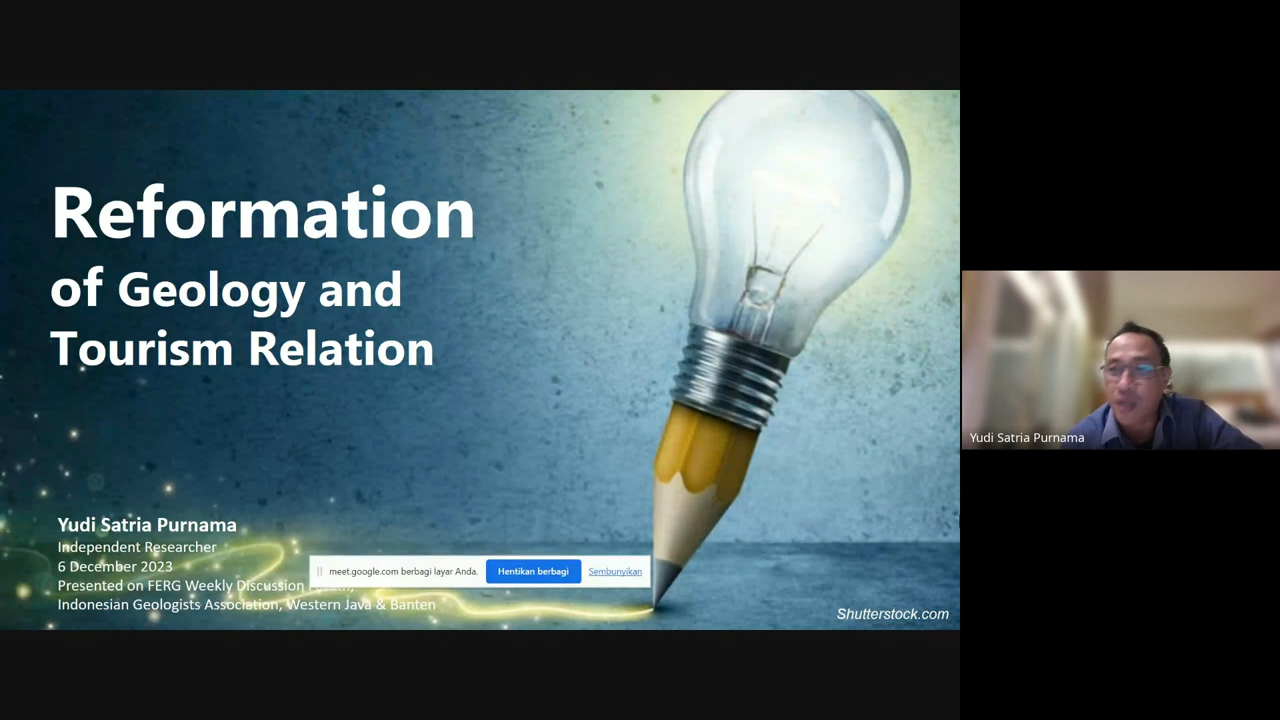 Reformation
of Geology and
Tourism Relation
Yudi Satria Purnama
Independent Researcher
6 December 2023
Presented on FERG Weekly Discussion
Indonesian Geologists Association, Western Java & Banten
meet.google.com berbagi layar Anda.
Hentikan berbagi
Sembunyikan
Shutterstock.com
Yudi Satria Purnama